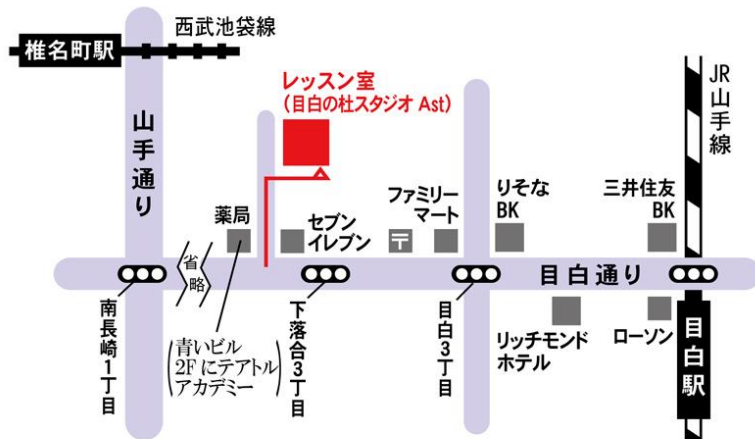 西武池袋線
椎名町駅
レッスン室
(目白の杜スタジオ Ast)
JR山手線
山手通り
薬局
セブン
イレブン
〒
ファミリー
マート
りそな
BK
三井住友
BK
省略
目白通り
南長崎1丁目
(青いビル
2Fにテアトル
アカデミー)
下落合3丁目
目白3丁目
リッチモンド
ホテル
ローソン
目白駅